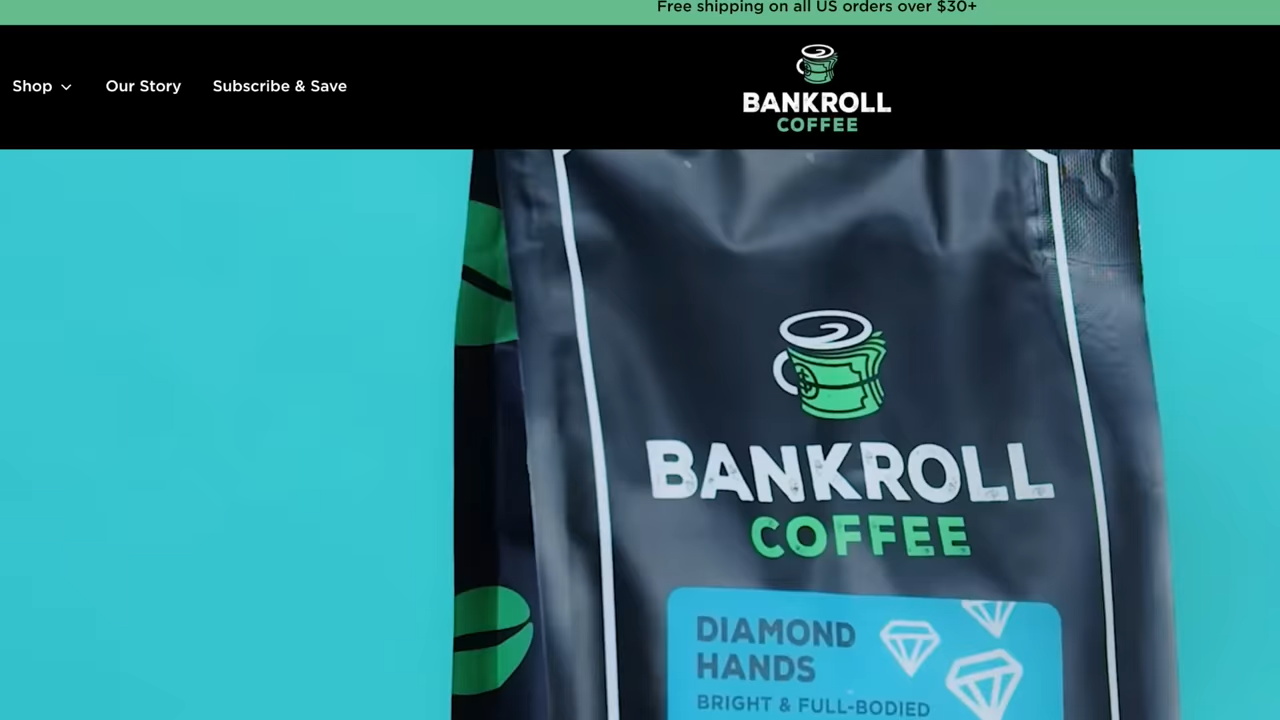 Free shipping on all US orders over $30+
Shop
Our Story
Subscribe & Save
BANKROLL
COFFEE
BANKROLL
COFFEE
DIAMOND
HANDS
BRIGHT & FULL-BODIED